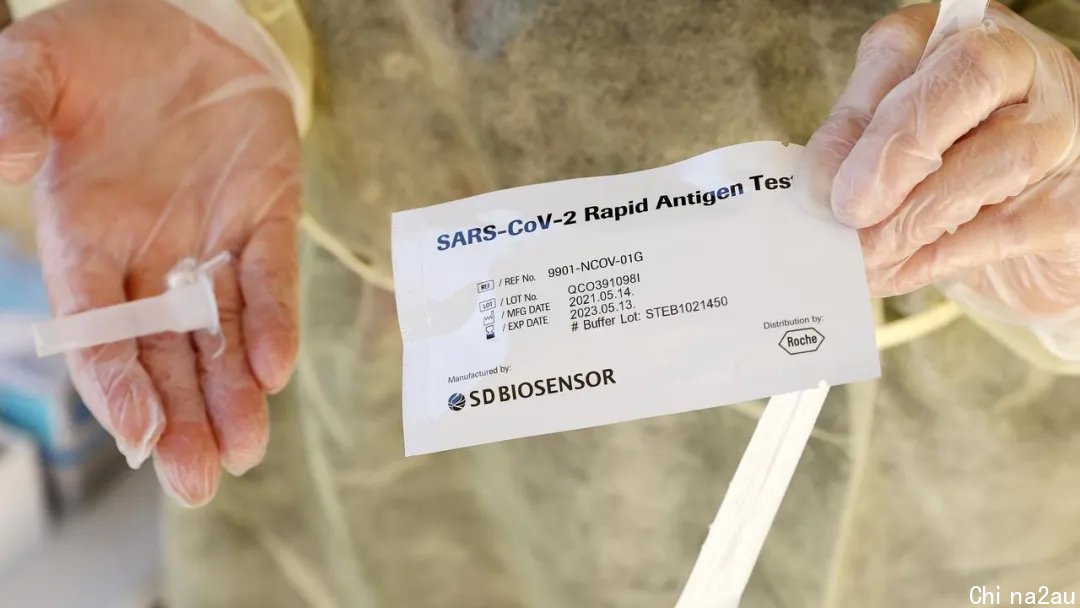 SARS-CoV-2 Rapid Antigen Tes
REF / REF No. 9901-NCOV-01G
LOT / LOT No. QCO391098I
/ MFG DATE 2021.05.14.
/ EXP DATE 2023.05.13.
# Buffer Lot: STEB1021450
Manufactured by:
SD BIOSENSOR
Distribution by:
Roche
Chi na2au